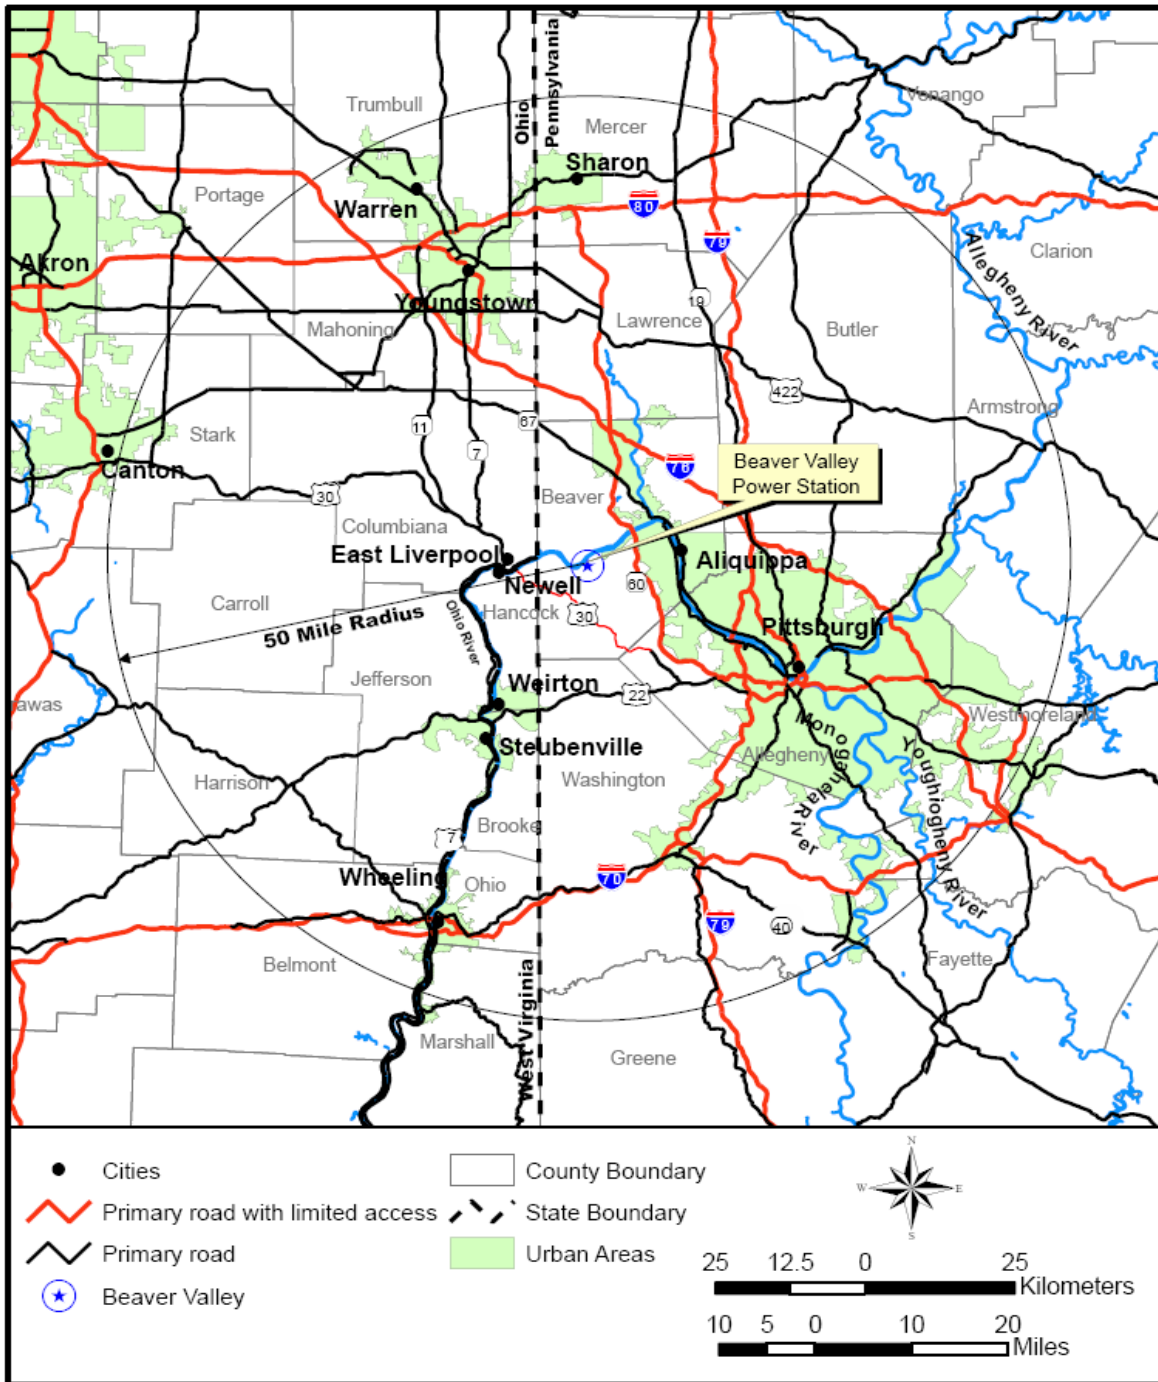 Ohio
Pennsylvania
Venango
Trumbull
Mercer
Sharon
Portage
80
Warren
79
Allegheny River
Clarion
Akron
Youngstown
19
Mahoning
Lawrence
Butler
422
Armstrong
11
7
67
Stark
Canton
76
Beaver Valley
Power Station
30
Beaver
Columbiana
East Liverpool
Newell
Aliquippa
60
Carroll
50 Mile Radius
Ohio River
Hancock
30
Pittsburgh
Jefferson
Weirton
22
awas
Westmoreland
Monogahela River
Youghiogheny River
Steubenville
Allegheny
Harrison
Washington
Brooke
7
Wheeling
Ohio
70
79
40
Belmont
Fayette
West Virginia
Marshall
Greene
Cities
Primary road with limited access
Primary road
Beaver Valley
County Boundary
State Boundary
Urban Areas
N
W
E
S
25 12.5 0 25
Kilometers
10 5 0 10 20
Miles